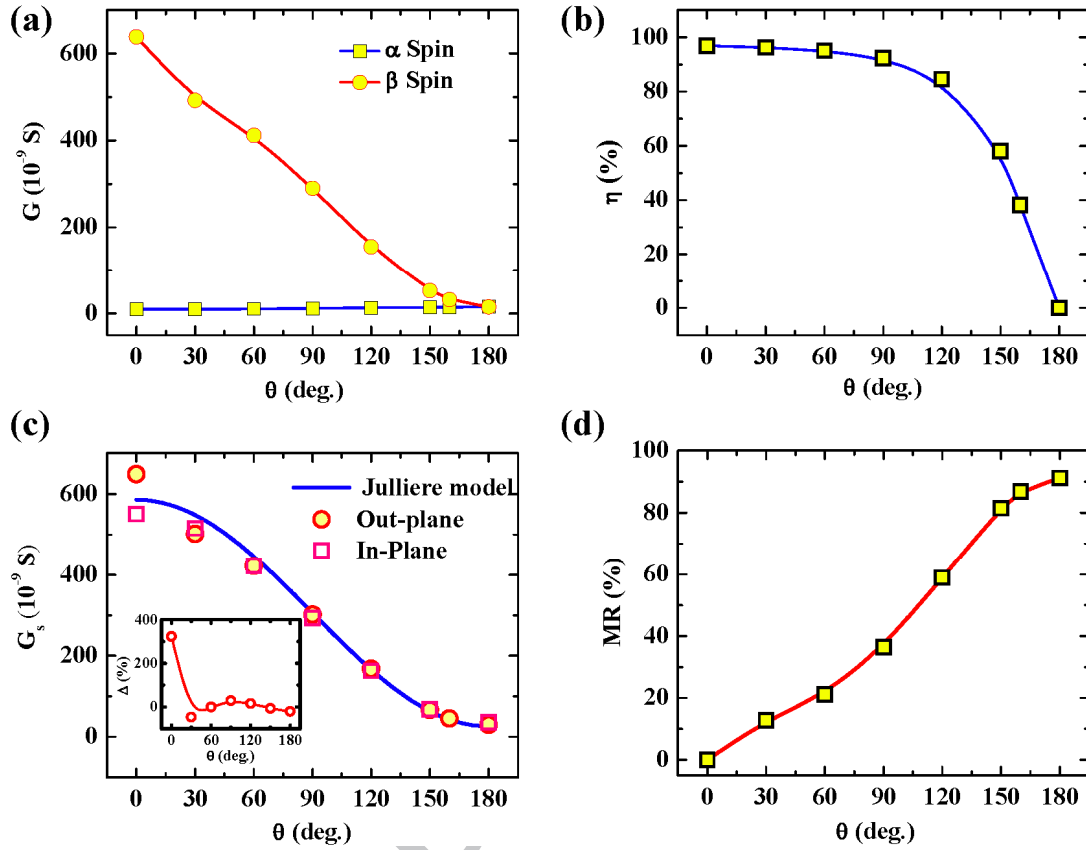 (a)
600
400
200
0
G (10⁻⁹ S)
α Spin
β Spin
0 30 60 90 120 150 180
θ (deg.)
(b)
100
80
60
40
20
0
η (%)
0 30 60 90 120 150 180
θ (deg.)
(c)
600
400
200
0
Gₛ (10⁻⁹ S)
Julliere model
Out-plane
In-Plane
400
200
0
Δ (%)
0 60 120 180
θ (deg.)
0 30 60 90 120 150 180
θ (deg.)
(d)
100
80
60
40
20
0
MR (%)
0 30 60 90 120 150 180
θ (deg.)